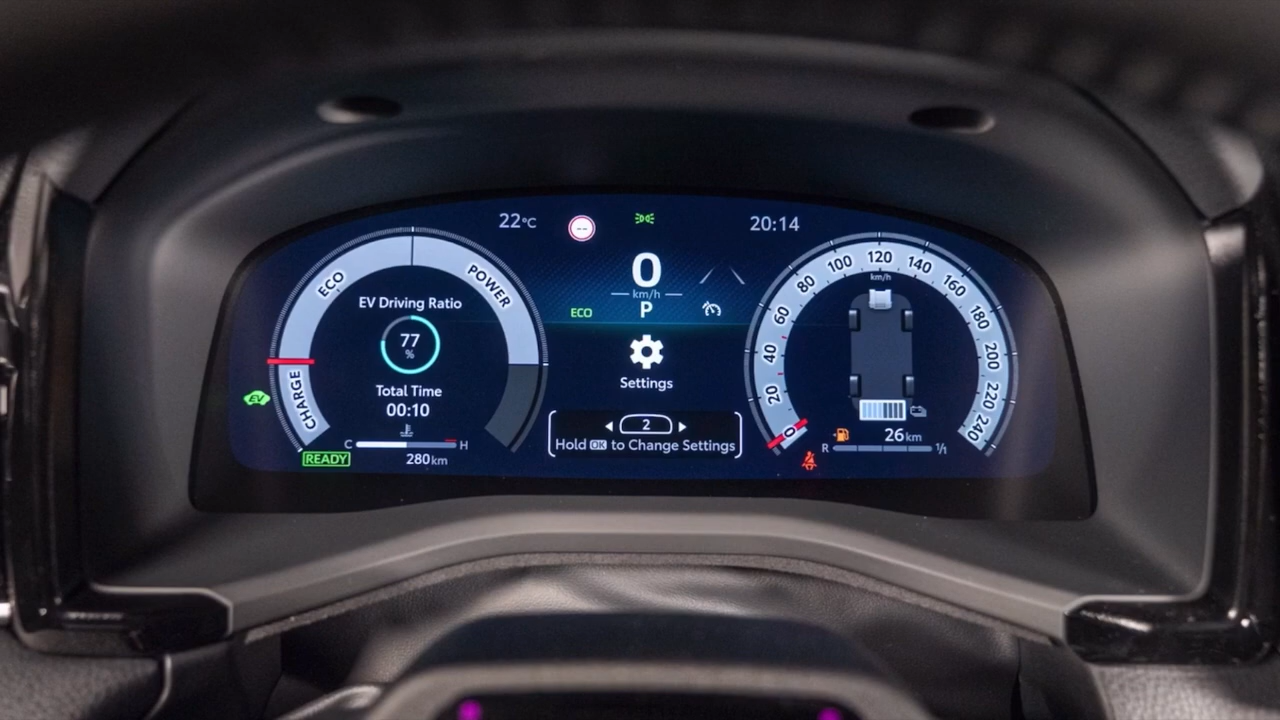 22°C
--
20:14
ECO
POWER
CHARGE
EV Driving Ratio
77
%
Total Time
00:10
C
H
280km
EV
READY
0
km/h
P
ECO
Settings
2
Hold OK to Change Settings
0
20
40
60
80
100
120
140
160
180
200
220
240
km/h
26km
R
1/1